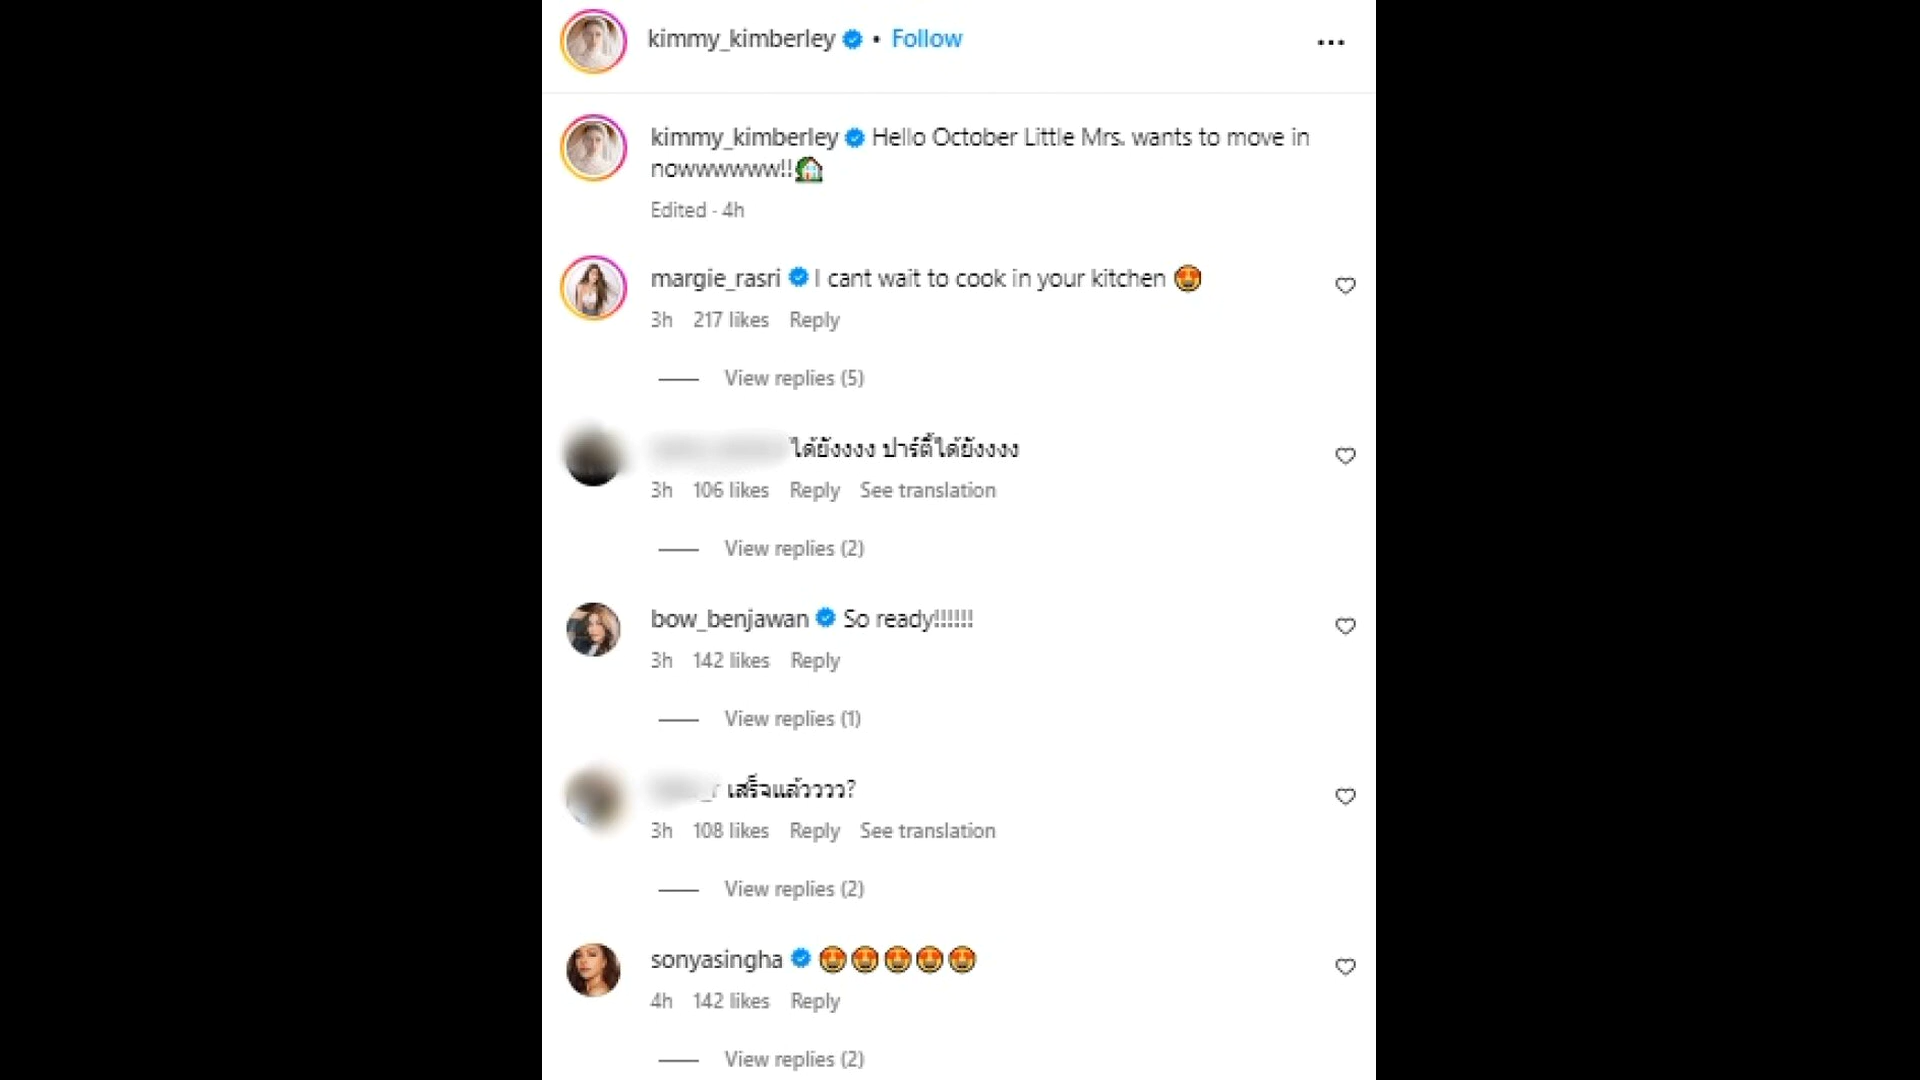 kimmy_kimberley • Follow
kimmy_kimberley Hello October Little Mrs. wants to move in
nowwwwww!!
Edited · 4h
margie_rasri I cant wait to cook in your kitchen 😍
3h 217 likes Reply
View replies (5)
ได้ยังงงง ปาร์ตี้ได้ยังงงง
3h 106 likes Reply See translation
View replies (2)
bow_benjawan So ready!!!!!!
3h 142 likes Reply
View replies (1)
เสร็จแล้วววว?
3h 108 likes Reply See translation
View replies (2)
sonyasingha 😍😍😍😍😍
4h 142 likes Reply
View replies (2)